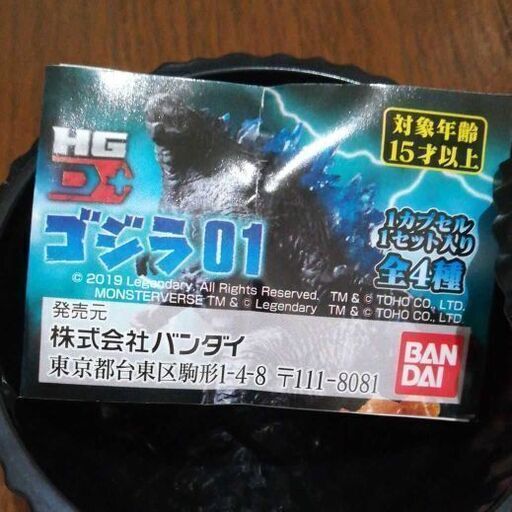 HG
D+
対象年齢
15才以上
ゴジラ 01
1カプセル
1セット入り
全4種
© 2019 Legendary. All Rights Reserved. TM & © TOHO CO., LTD.
MONSTERVERSE TM & © Legendary TM & © TOHO CO., LTD.
発売元
株式会社バンダイ
東京都台東区駒形1-4-8 〒111-8081
BAN
DAI